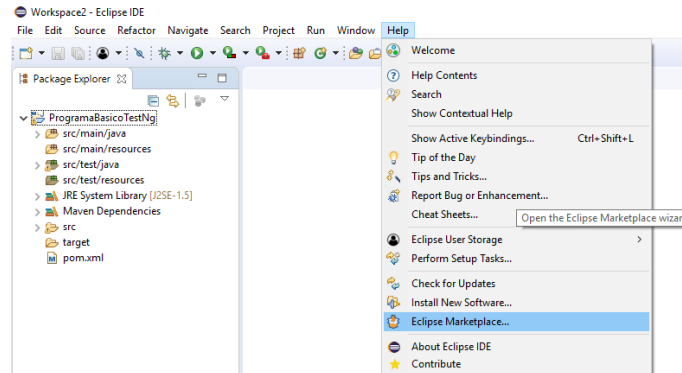 Workspace2 - Eclipse IDE
File Edit Source Refactor Navigate Search Project Run Window Help
Package Explorer
ProgramaBasicoTestNg
src/main/java
src/main/resources
src/test/java
src/test/resources
JRE System Library [J2SE-1.5]
Maven Dependencies
src
target
pom.xml
Welcome
Help Contents
Search
Show Contextual Help
Show Active Keybindings... Ctrl+Shift+L
Tip of the Day
Tips and Tricks...
Report Bug or Enhancement...
Cheat Sheets...
Open the Eclipse Marketplace wizar
Eclipse User Storage
Perform Setup Tasks...
Check for Updates
Install New Software...
Eclipse Marketplace...
About Eclipse IDE
Contribute